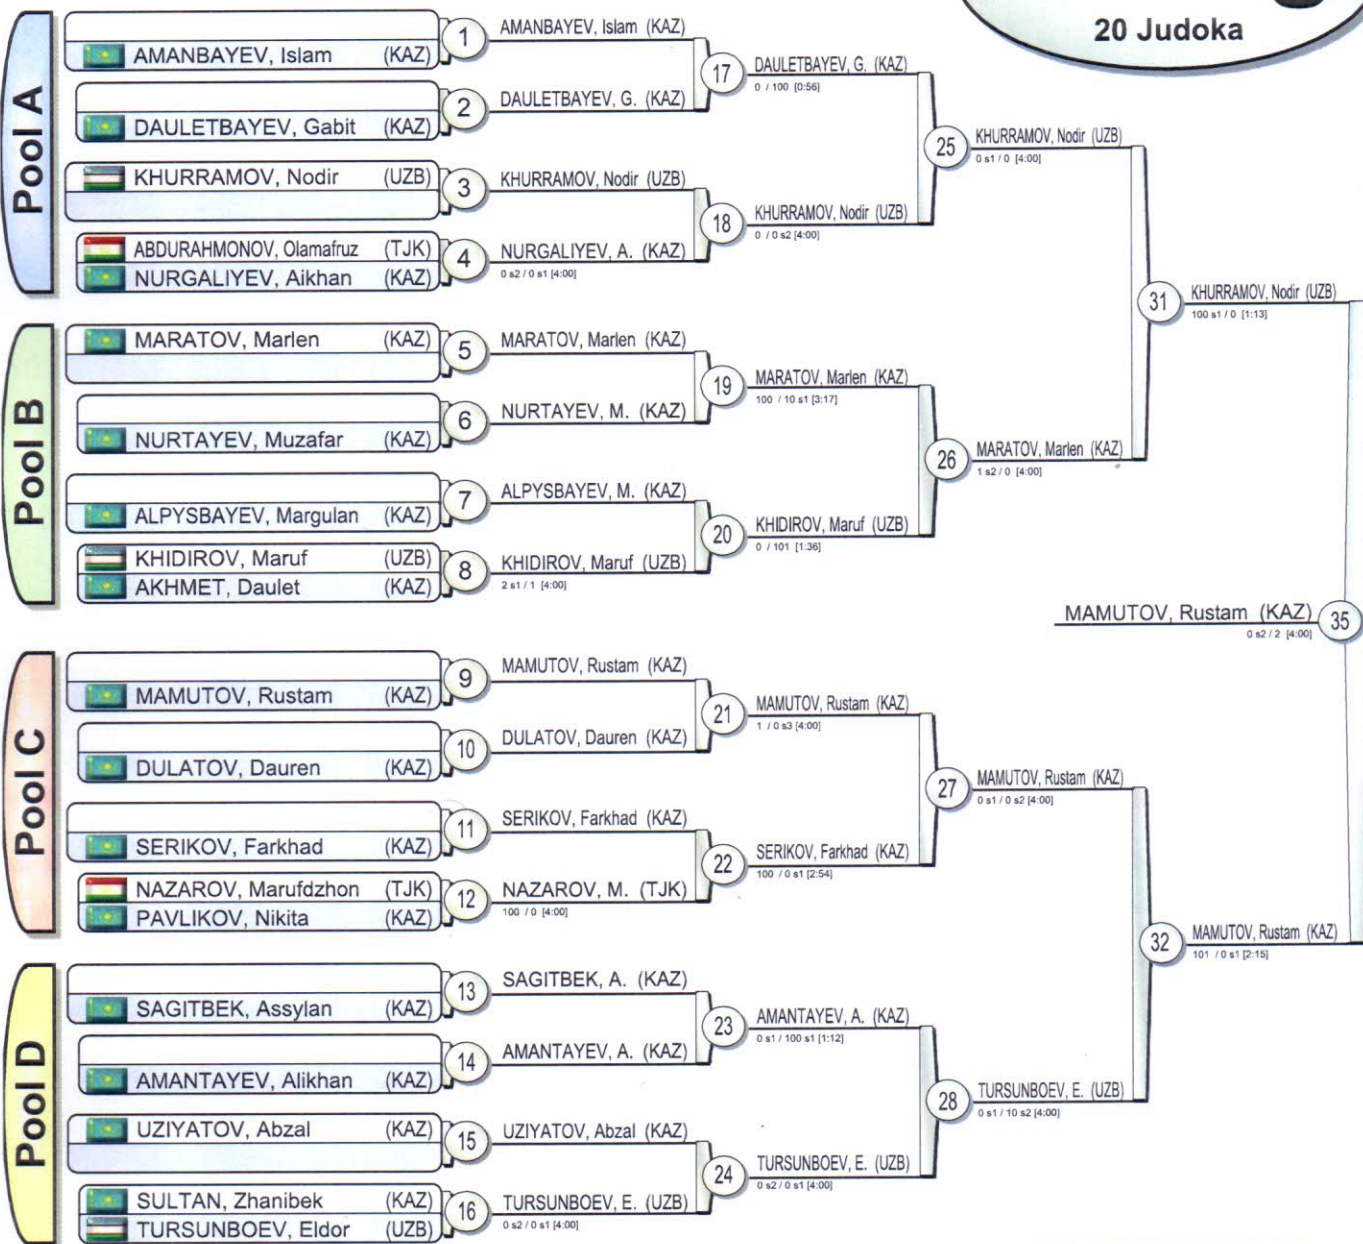 20 Judoka
Pool A
AMANBAYEV, Islam (KAZ)
DAULETBAYEV, Gabit (KAZ)
KHURRAMOV, Nodir (UZB)
ABDURAHMONOV, Olamafruz (TJK)
NURGALIYEV, Aikhan (KAZ)
1
2
3
4
AMANBAYEV, Islam (KAZ)
DAULETBAYEV, G. (KAZ)
KHURRAMOV, Nodir (UZB)
NURGALIYEV, A. (KAZ)
0 s2 / 0 s1 [4:00]
17
18
DAULETBAYEV, G. (KAZ)
0 / 100 [0:56]
KHURRAMOV, Nodir (UZB)
0 / 0 s2 [4:00]
25
KHURRAMOV, Nodir (UZB)
0 s1 / 0 [4:00]
Pool B
MARATOV, Marlen (KAZ)
NURTAYEV, Muzafar (KAZ)
ALPYSBAYEV, Margulan (KAZ)
KHIDIROV, Maruf (UZB)
AKHMET, Daulet (KAZ)
5
6
7
8
MARATOV, Marlen (KAZ)
NURTAYEV, M. (KAZ)
ALPYSBAYEV, M. (KAZ)
KHIDIROV, Maruf (UZB)
2 s1 / 1 [4:00]
19
20
MARATOV, Marlen (KAZ)
100 / 10 s1 [3:17]
KHIDIROV, Maruf (UZB)
0 / 101 [1:36]
26
MARATOV, Marlen (KAZ)
1 s2 / 0 [4:00]
31
KHURRAMOV, Nodir (UZB)
100 s1 / 0 [1:13]
MAMUTOV, Rustam (KAZ)
0 s2 / 2 [4:00]
35
Pool C
MAMUTOV, Rustam (KAZ)
DULATOV, Dauren (KAZ)
SERIKOV, Farkhad (KAZ)
NAZAROV, Marufdzhon (TJK)
PAVLIKOV, Nikita (KAZ)
9
10
11
12
MAMUTOV, Rustam (KAZ)
DULATOV, Dauren (KAZ)
SERIKOV, Farkhad (KAZ)
NAZAROV, M. (TJK)
100 / 0 [4:00]
21
22
MAMUTOV, Rustam (KAZ)
1 / 0 s3 [4:00]
SERIKOV, Farkhad (KAZ)
100 / 0 s1 [2:54]
27
MAMUTOV, Rustam (KAZ)
0 s1 / 0 s2 [4:00]
Pool D
SAGITBEK, Assylan (KAZ)
AMANTAYEV, Alikhan (KAZ)
UZIYATOV, Abzal (KAZ)
SULTAN, Zhanibek (KAZ)
TURSUNBOEV, Eldor (UZB)
13
14
15
16
SAGITBEK, A. (KAZ)
AMANTAYEV, A. (KAZ)
UZIYATOV, Abzal (KAZ)
TURSUNBOEV, E. (UZB)
0 s2 / 0 s1 [4:00]
23
24
AMANTAYEV, A. (KAZ)
0 s1 / 100 s1 [1:12]
TURSUNBOEV, E. (UZB)
0 s2 / 0 s1 [4:00]
28
TURSUNBOEV, E. (UZB)
0 s1 / 10 s2 [4:00]
32
MAMUTOV, Rustam (KAZ)
101 / 0 s1 [2:15]